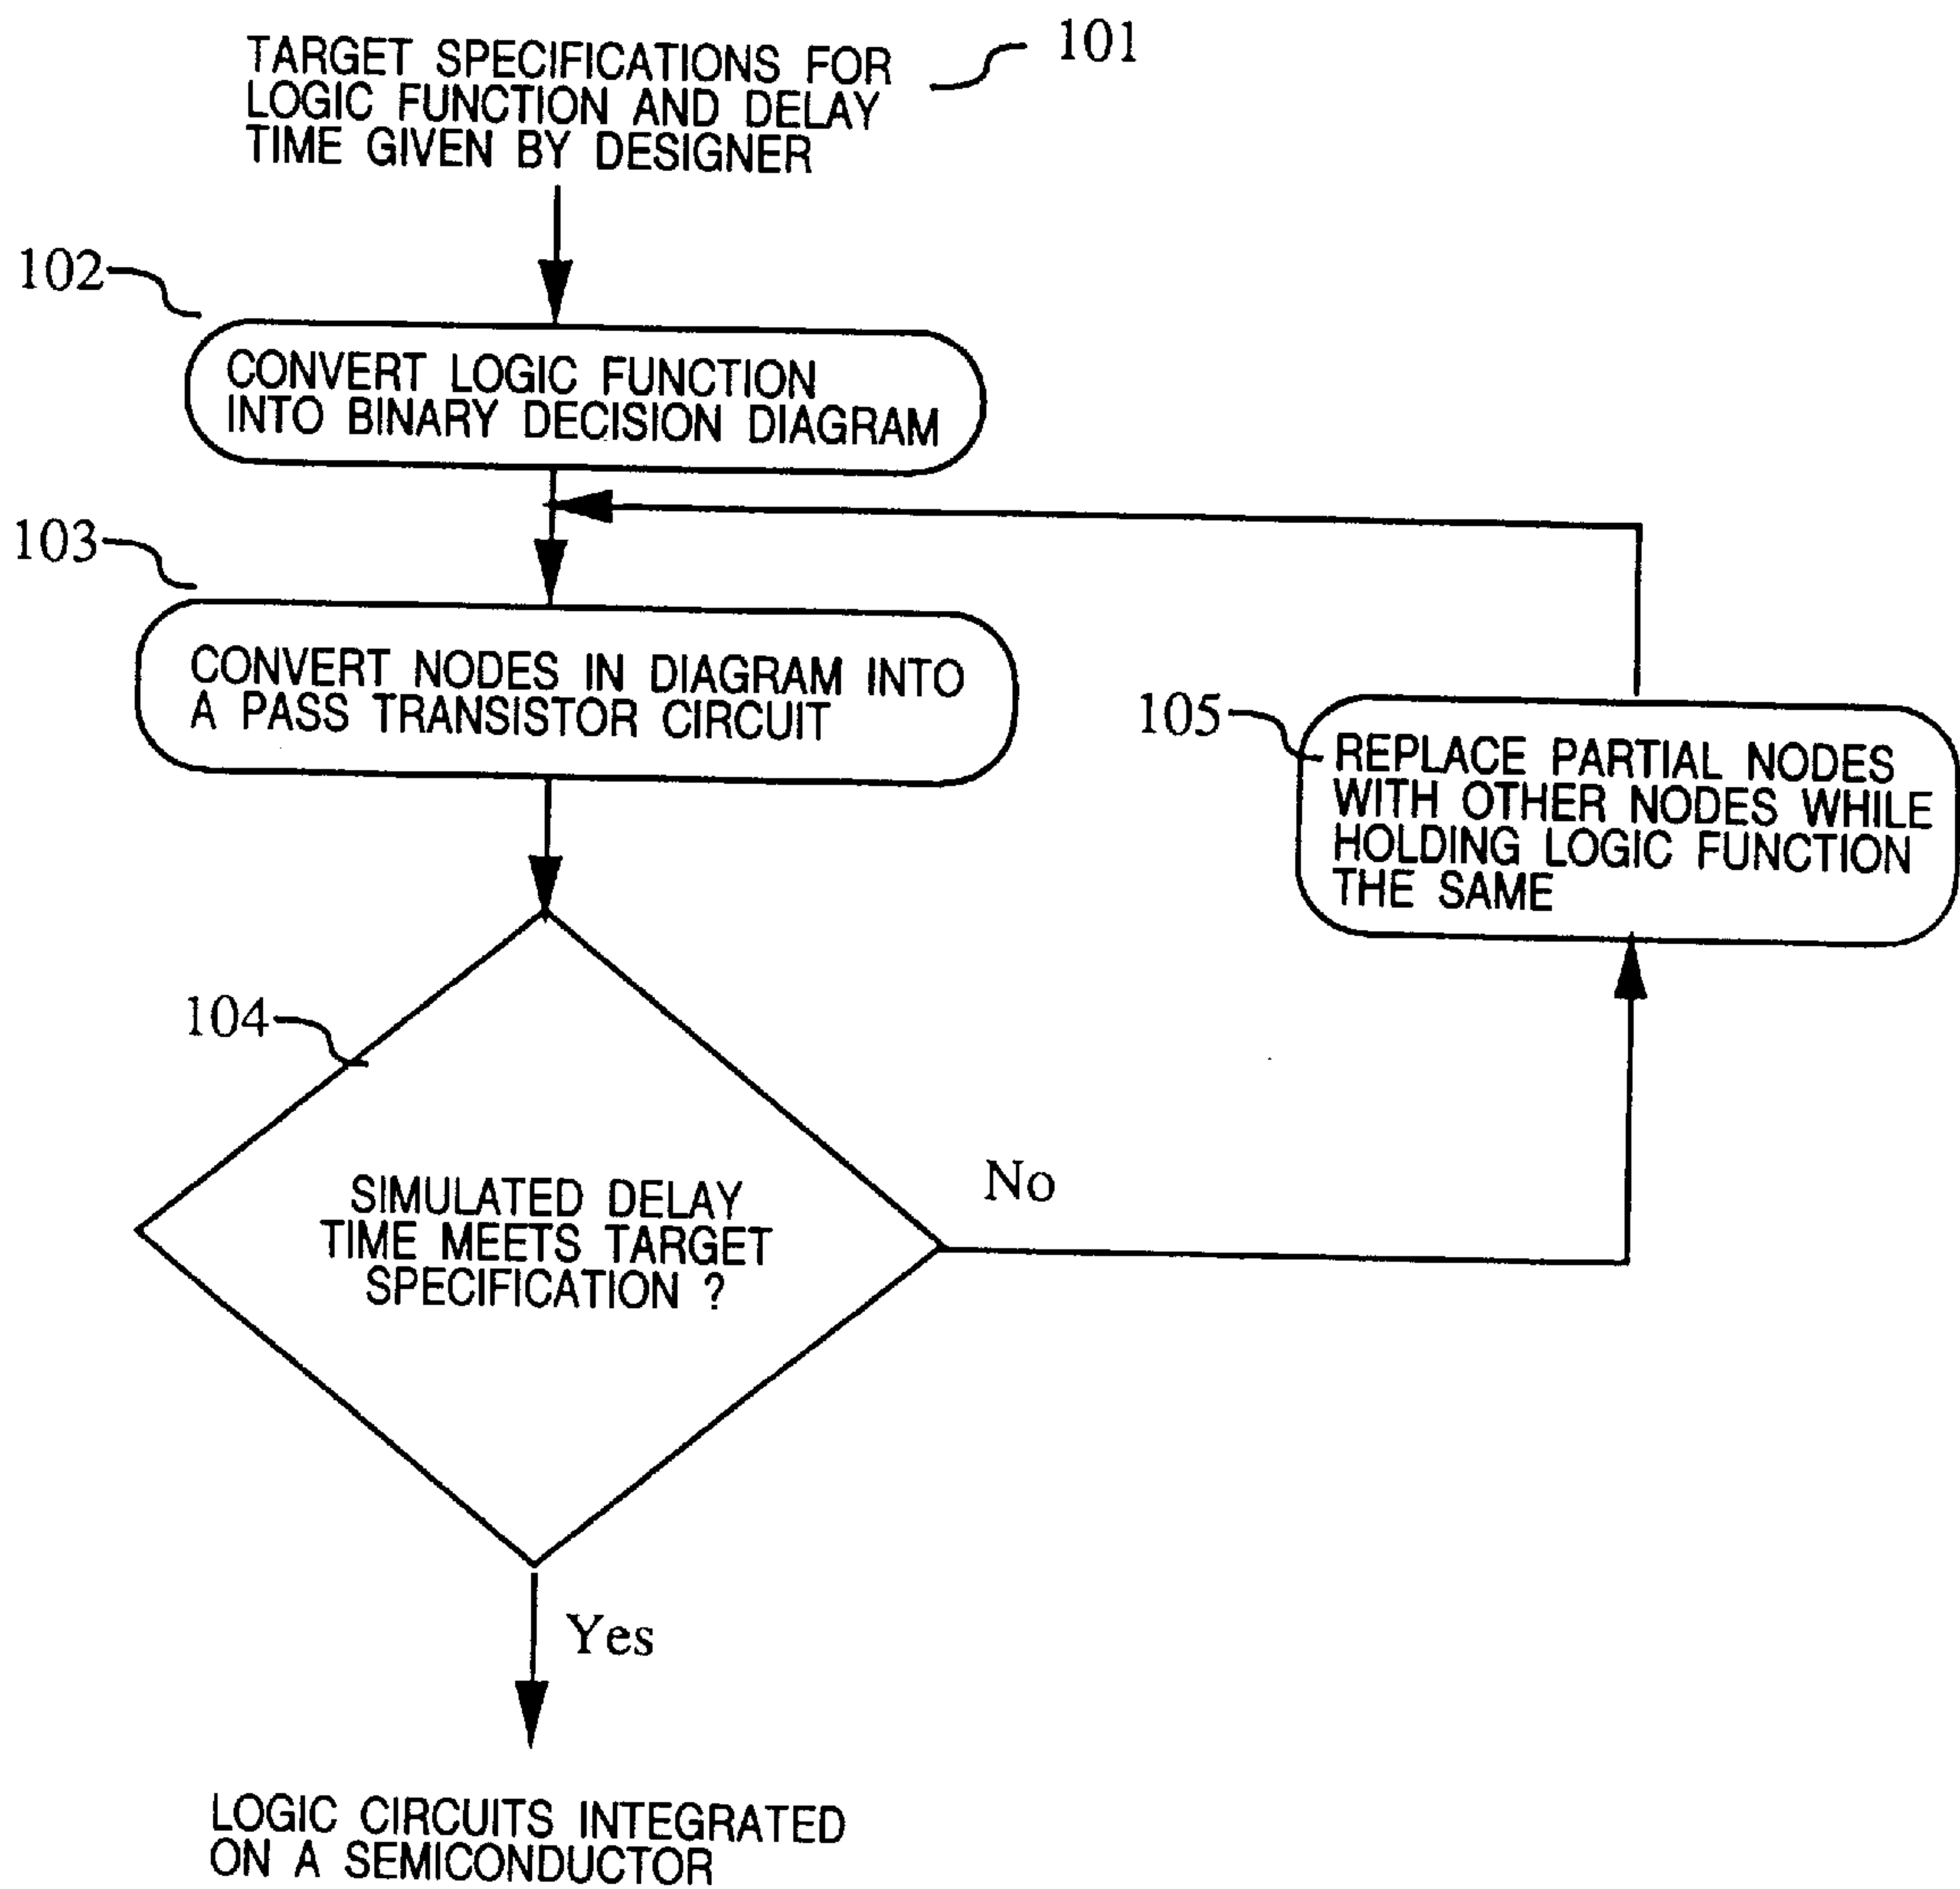 101
TARGET SPECIFICATIONS FOR
LOGIC FUNCTION AND DELAY
TIME GIVEN BY DESIGNER
102
CONVERT LOGIC FUNCTION
INTO BINARY DECISION DIAGRAM
103
CONVERT NODES IN DIAGRAM INTO
A PASS TRANSISTOR CIRCUIT
105
REPLACE PARTIAL NODES
WITH OTHER NODES WHILE
HOLDING LOGIC FUNCTION
THE SAME
104
SIMULATED DELAY
TIME MEETS TARGET
SPECIFICATION ?
No
Yes
LOGIC CIRCUITS INTEGRATED
ON A SEMICONDUCTOR